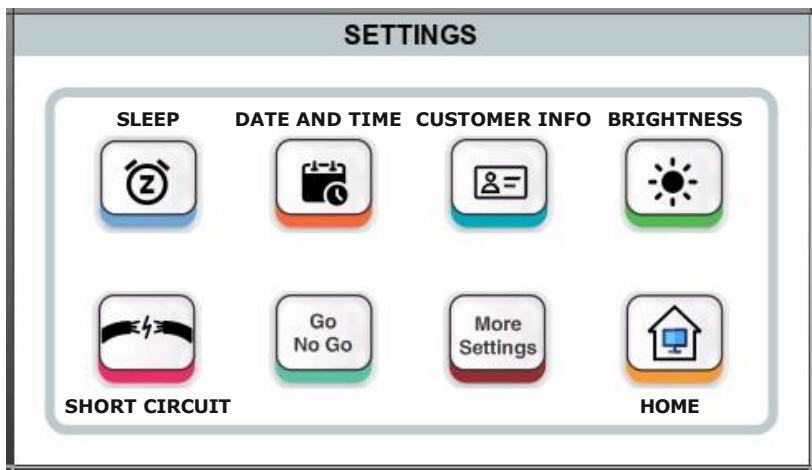 SETTINGS
SLEEP
DATE AND TIME
CUSTOMER INFO
BRIGHTNESS
Z
Go
No Go
More
Settings
SHORT CIRCUIT
HOME